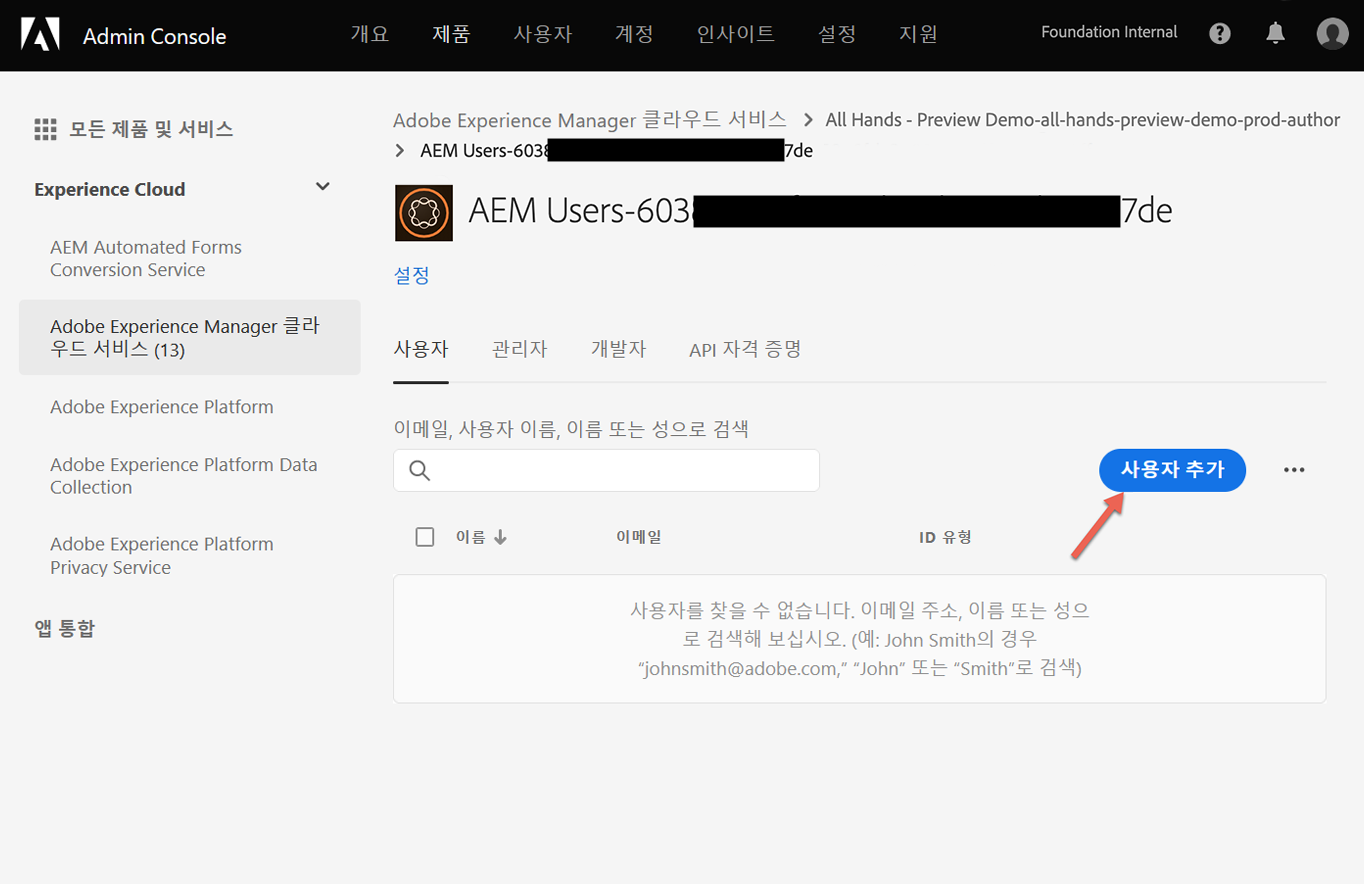 Admin Console
개요 제품 사용자 계정 인사이트 설정 지원
Foundation Internal
모든 제품 및 서비스
Experience Cloud
AEM Automated Forms
Conversion Service
Adobe Experience Manager 클라
우드 서비스 (13)
Adobe Experience Platform
Adobe Experience Platform Data
Collection
Adobe Experience Platform
Privacy Service
앱 통합
Adobe Experience Manager 클라우드 서비스 > All Hands - Preview Demo-all-hands-preview-demo-prod-author
> AEM Users-6038 7de
AEM Users-6038 7de
설정
사용자 관리자 개발자 API 자격 증명
이메일, 사용자 이름, 이름 또는 성으로 검색
사용자 추가
이름 이메일 ID 유형
사용자를 찾을 수 없습니다. 이메일 주소, 이름 또는 성으
로 검색해 보십시오. (예: John Smith의 경우
“johnsmith@adobe.com,” “John” 또는 “Smith”로 검색)